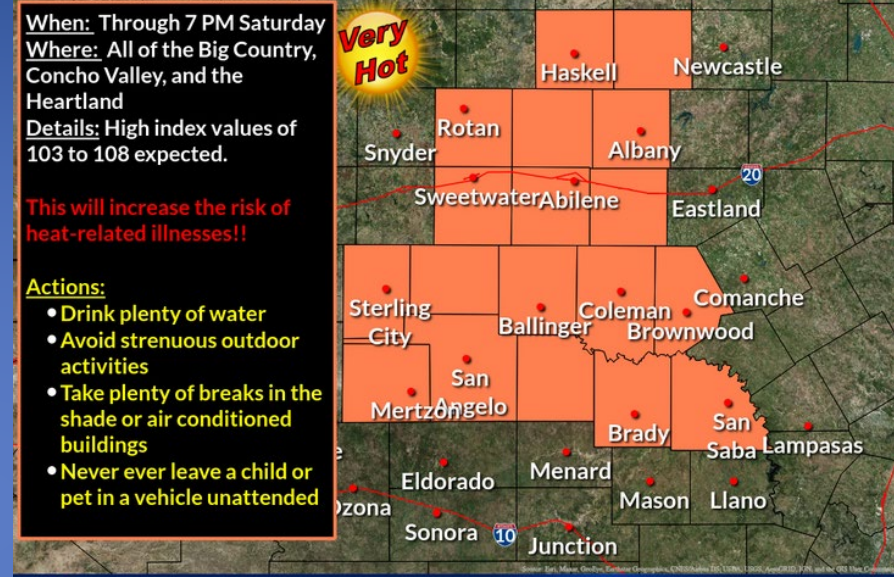 When: Through 7 PM Saturday
Where: All of the Big Country,
Concho Valley, and the
Heartland
Details: High index values of
103 to 108 expected.
This will increase the risk of
heat-related illnesses!!
Actions:
Drink plenty of water
Avoid strenuous outdoor
activities
Take plenty of breaks in the
shade or air conditioned
buildings
Never ever leave a child or
pet in a vehicle unattended
Very
Hot
Haskell
Newcastle
Rotan
Snyder
Albany
20
Sweetwater
Abilene
Eastland
Sterling
City
Ballinger
Coleman
Comanche
Brownwood
San
Angelo
Mertzon
Brady
San
Saba
Lampasas
Eldorado
Menard
Ozona
Mason
Llano
Sonora
10
Junction